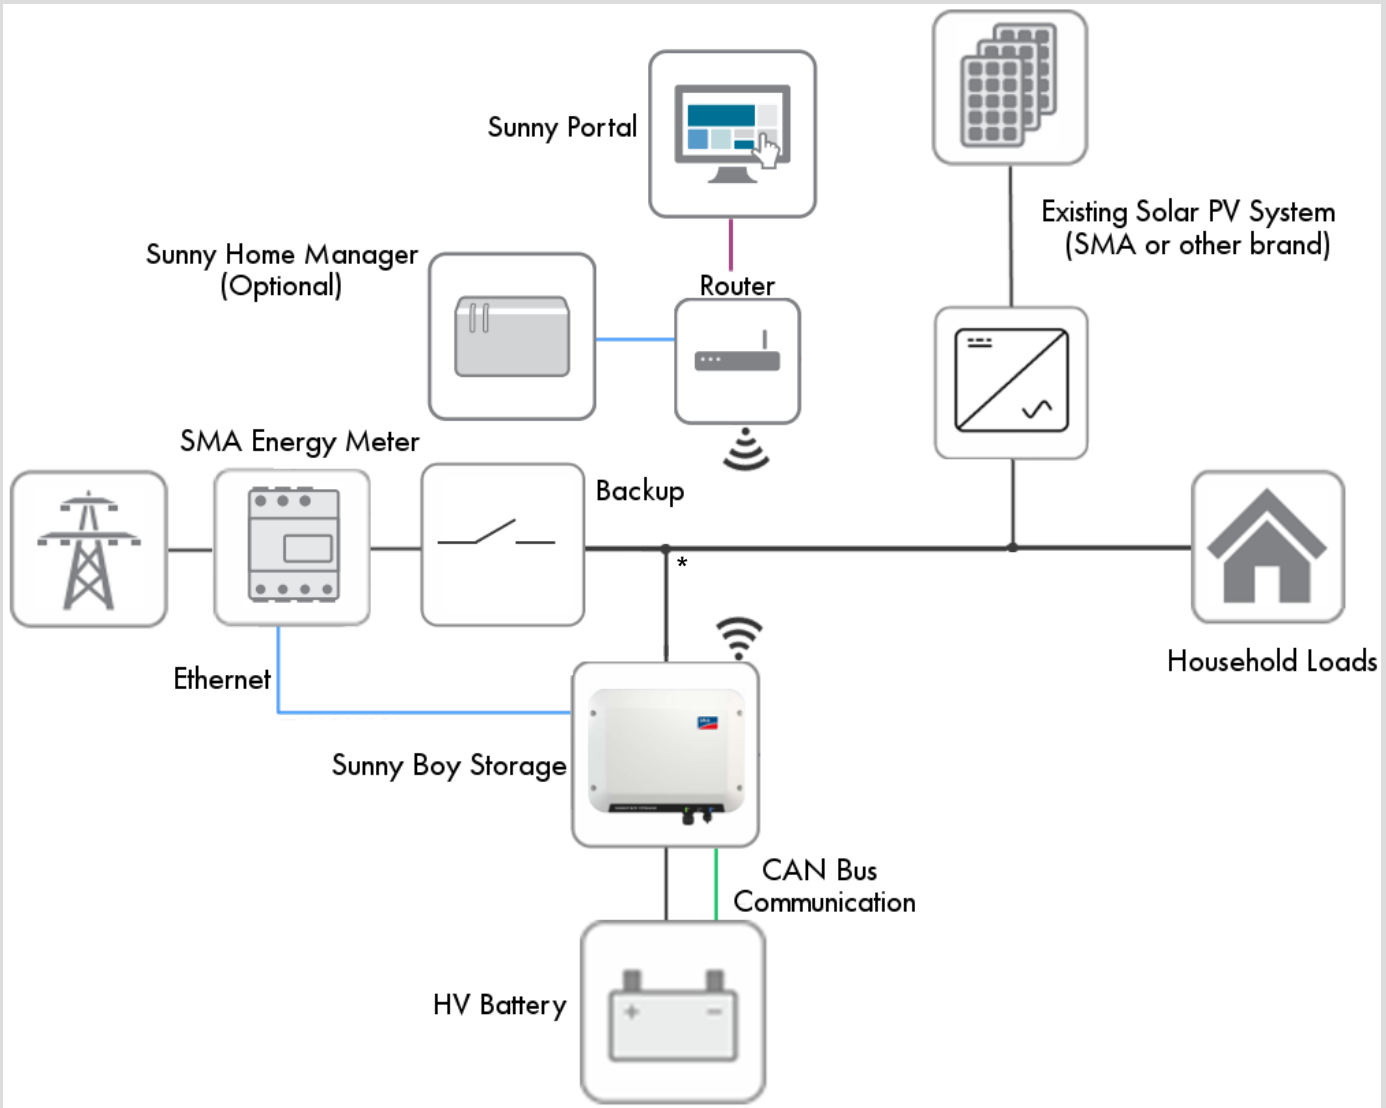 Sunny Portal
Existing Solar PV System
(SMA or other brand)
Sunny Home Manager
(Optional)
Router
SMA Energy Meter
Backup
*
Household Loads
Ethernet
Sunny Boy Storage
CAN Bus
Communication
HV Battery